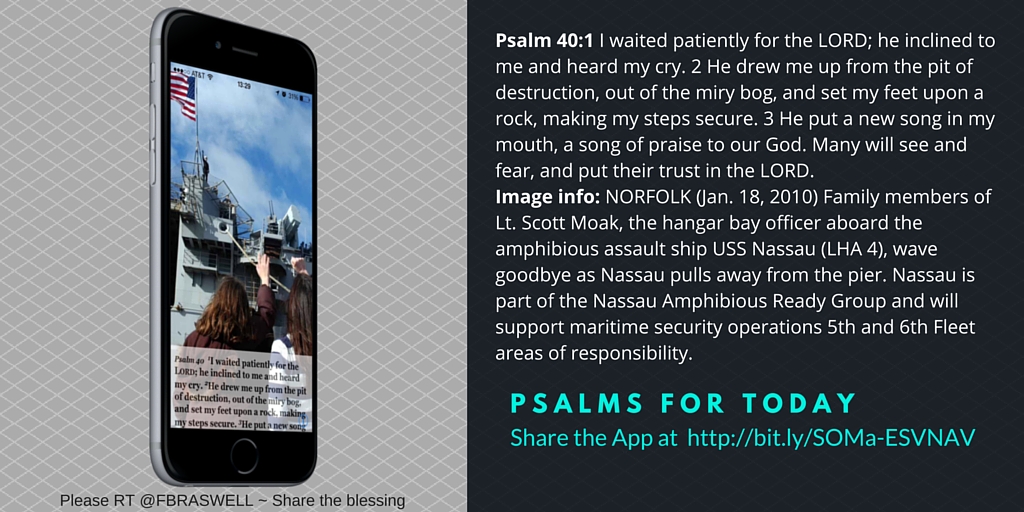 AT&T
13:29
31%
Psalm 40 ¹I waited patiently for the
LORD; he inclined to me and heard
my cry. ²He drew me up from the pit
of destruction, out of the miry bog,
and set my feet upon a rock, making
my steps secure. ³He put a new song
Please RT @FBRASWELL ~ Share the blessing
Psalm 40:1 I waited patiently for the LORD; he inclined to
me and heard my cry. 2 He drew me up from the pit of
destruction, out of the miry bog, and set my feet upon a
rock, making my steps secure. 3 He put a new song in my
mouth, a song of praise to our God. Many will see and
fear, and put their trust in the LORD.
Image info: NORFOLK (Jan. 18, 2010) Family members of
Lt. Scott Moak, the hangar bay officer aboard the
amphibious assault ship USS Nassau (LHA 4), wave
goodbye as Nassau pulls away from the pier. Nassau is
part of the Nassau Amphibious Ready Group and will
support maritime security operations 5th and 6th Fleet
areas of responsibility.
PSALMS FOR TODAY
Share the App at http://bit.ly/SOMa-ESVNAV